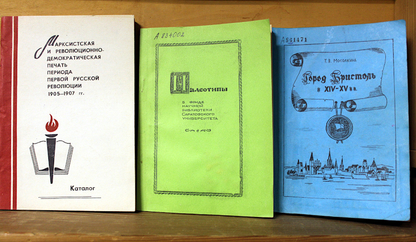 Марксистская
и революционно-
демократическая
печать
периода
первой русской
революции
1905-1907 гг.
Каталог
Палеотипы
в фонде
научной
библиотеки
Саратовского
университета
Т.В. Мосолкина
Город Бристоль
в XIV-XV вв.